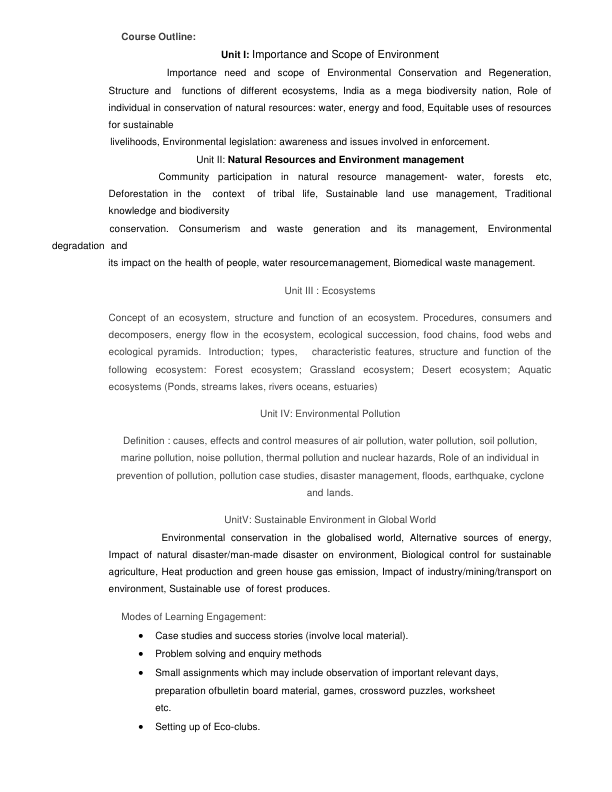 Course Outline:
Unit I: Importance and Scope of Environment
Importance need and scope of Environmental Conservation and Regeneration,
Structure and functions of different ecosystems, India as a mega biodiversity nation, Role of
individual in conservation of natural resources: water, energy and food, Equitable uses of resources
for sustainable
livelihoods, Environmental legislation: awareness and issues involved in enforcement.
Unit II: Natural Resources and Environment management
Community participation in natural resource management- water, forests etc,
Deforestation in the context of tribal life, Sustainable land use management, Traditional
knowledge and biodiversity
conservation. Consumerism and waste generation and its management, Environmental
degradation and
its impact on the health of people, water resourcemanagement, Biomedical waste management.
Unit III : Ecosystems
Concept of an ecosystem, structure and function of an ecosystem. Procedures, consumers and
decomposers, energy flow in the ecosystem, ecological succession, food chains, food webs and
ecological pyramids. Introduction; types, characteristic features, structure and function of the
following ecosystem: Forest ecosystem; Grassland ecosystem; Desert ecosystem; Aquatic
ecosystems (Ponds, streams lakes, rivers oceans, estuaries)
Unit IV: Environmental Pollution
Definition : causes, effects and control measures of air pollution, water pollution, soil pollution,
marine pollution, noise pollution, thermal pollution and nuclear hazards, Role of an individual in
prevention of pollution, pollution case studies, disaster management, floods, earthquake, cyclone
and lands.
UnitV: Sustainable Environment in Global World
Environmental conservation in the globalised world, Alternative sources of energy,
Impact of natural disaster/man-made disaster on environment, Biological control for sustainable
agriculture, Heat production and green house gas emission, Impact of industry/mining/transport on
environment, Sustainable use of forest produces.
Modes of Learning Engagement:
• Case studies and success stories (involve local material).
• Problem solving and enquiry methods
• Small assignments which may include observation of important relevant days,
preparation ofbulletin board material, games, crossword puzzles, worksheet
etc.
• Setting up of Eco-clubs.